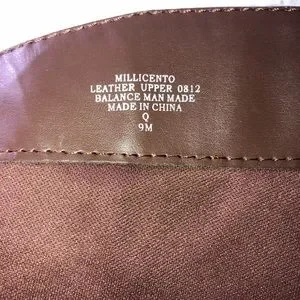 MILLICENTO
LEATHER UPPER 0812
BALANCE MAN MADE
MADE IN CHINA
Q
9M